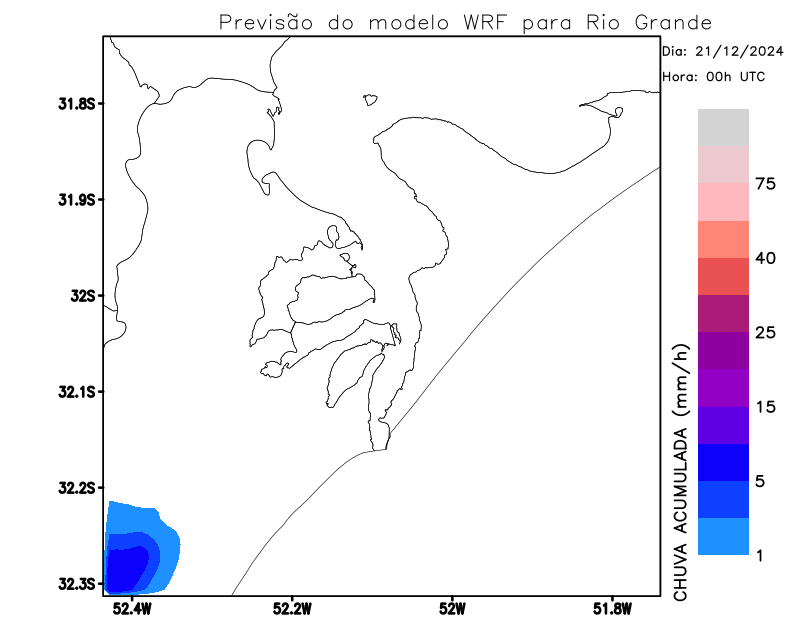 Previsão do modelo WRF para Rio Grande
Dia: 21/12/2024
Hora: 00h UTC
31.8S
31.9S
32S
32.1S
32.2S
32.3S
52.4W
52.2W
52W
51.8W
75
40
25
15
5
1
CHUVA ACUMULADA (mm/h)